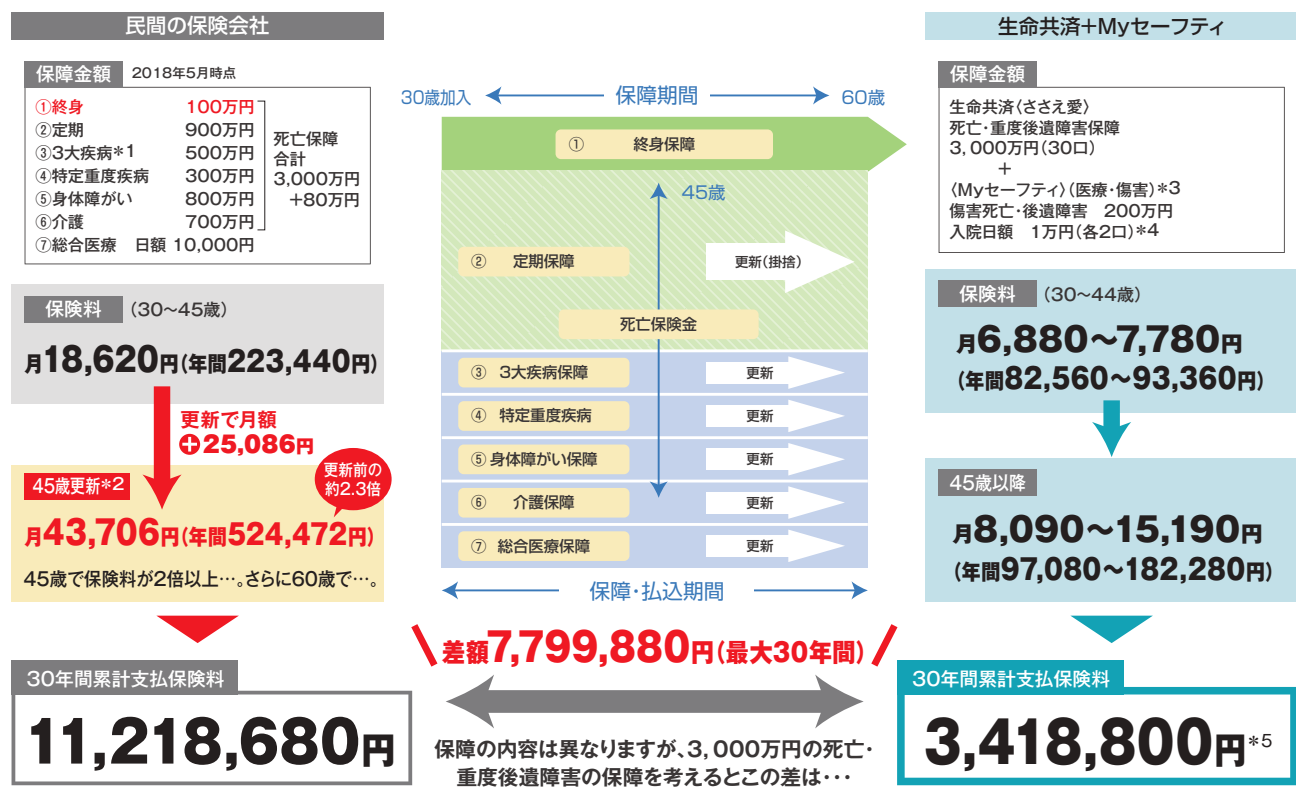 民間の保険会社
保障金額 2018年5月時点
①終身 100万円
②定期 900万円
③3大疾病*1 500万円
④特定重度疾病 300万円
⑤身体障がい 800万円
⑥介護 700万円
⑦総合医療 日額 10,000円
死亡保障
合計
3,000万円
+80万円
保険料 (30〜45歳)
月18,620円(年間223,440円)
更新で月額
+25,086円
45歳更新*2
更新前の
約2.3倍
月43,706円(年間524,472円)
45歳で保険料が2倍以上…。さらに60歳で…。
30年間累計支払保険料
11,218,680円
30歳加入 保障期間 60歳
① 終身保障
45歳
② 定期保障 更新(掛捨)
死亡保険金
③ 3大疾病保障 更新
④ 特定重度疾病 更新
⑤ 身体障がい保障 更新
⑥ 介護保障 更新
⑦ 総合医療保障 更新
保障・払込期間
差額7,799,880円(最大30年間)
保障の内容は異なりますが、3,000万円の死亡・
重度後遺障害の保障を考えるとこの差は・・・
生命共済+Myセーフティ
保障金額
生命共済〈ささえ愛〉
死亡・重度後遺障害保障
3,000万円(30口)
+
〈Myセーフティ〉(医療・傷害)*3
傷害死亡・後遺障害 200万円
入院日額 1万円(各2口)*4
保険料 (30〜44歳)
月6,880〜7,780円
(年間82,560〜93,360円)
45歳以降
月8,090〜15,190円
(年間97,080〜182,280円)
30年間累計支払保険料
3,418,800円*5